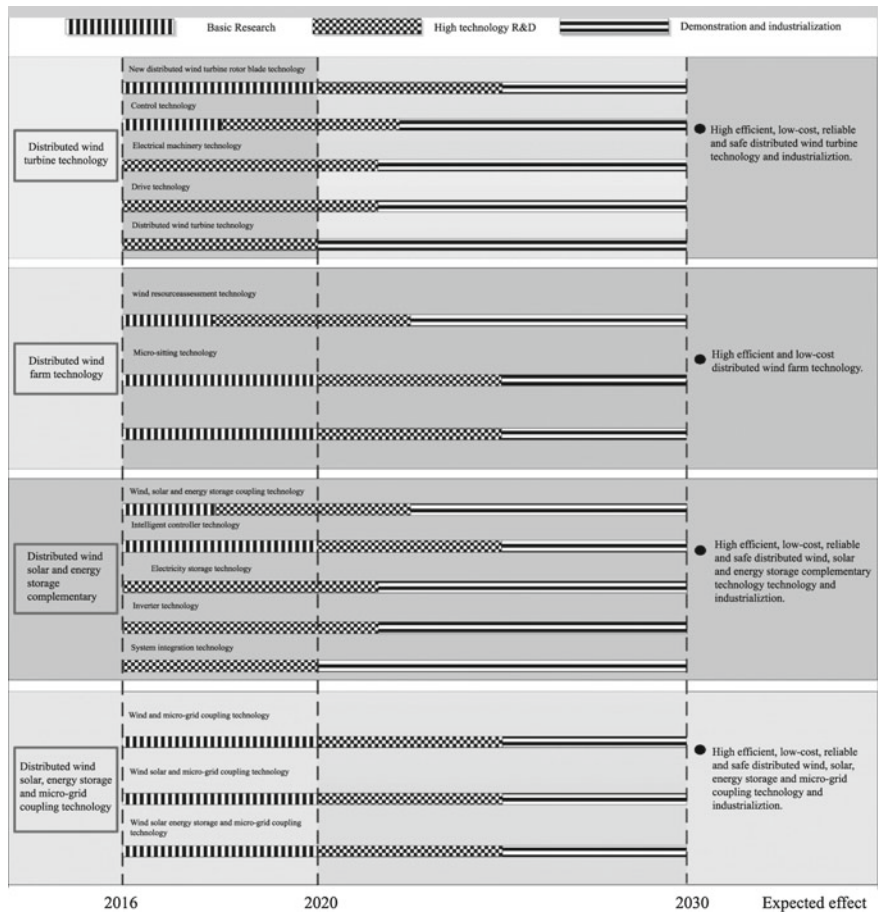 Basic Research
High technology R&D
Demonstration and industrialization
Distributed wind
turbine technology
New distributed wind turbine rotor blade technology
Control technology
Electrical machinery technology
Drive technology
Distributed wind turbine technology
High efficient, low-cost, reliable
and safe distributed wind turbine
technology and industrializtion.
Distributed wind
farm technology
wind resourceassessment technology
Micro-sitting technology
High efficient and low-cost
distributed wind farm technology.
Distributed wind
solar and energy
storage
complementary
Wind, solar and energy storage coupling technology
Intelligent controller technology
Electricity storage technology
Inverter technology
System integration technology
High efficient, low-cost, reliable
and safe distributed wind, solar
and energy storage complementary
technology technology and
industrializtion.
Distributed wind
solar, energy storage
and micro-grid
coupling technology
Wind and micro-grid coupling technology
Wind solar and micro-grid coupling technology
Wind solar energy storage and micro-grid coupling
technology
High efficient, low-cost, reliable
and safe distributed wind, solar,
energy storage and micro-grid
coupling technology and
industrializtion.
2016
2020
2030
Expected effect